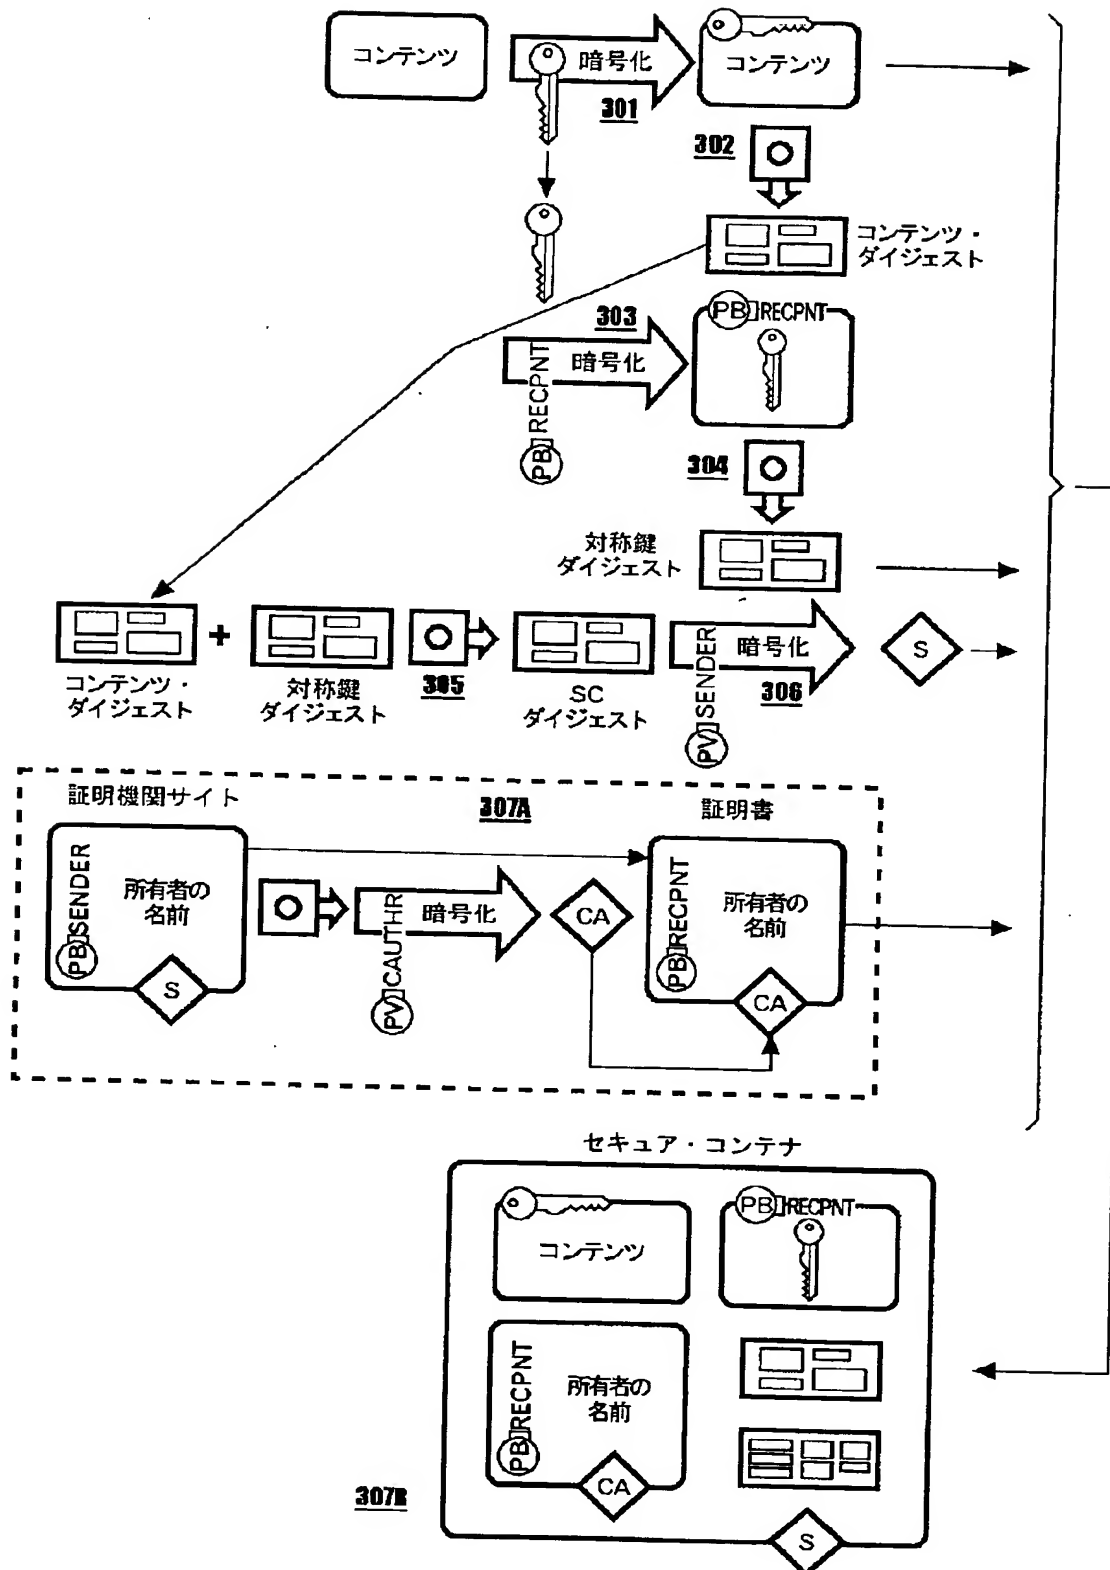 コンテンツ
暗号化
301
コンテンツ
302
コンテンツ・
ダイジェスト
303
暗号化
PB RECPNT
PB RECPNT
304
対称鍵
ダイジェスト
コンテンツ・
ダイジェスト
+
対称鍵
ダイジェスト
305
SC
ダイジェスト
PV SENDER
暗号化
306
S
証明機関サイト
307A
証明書
PB SENDER
所有者の
名前
S
PV CAUTHR
暗号化
CA
PB RECPNT
所有者の
名前
CA
セキュア・コンテナ
コンテンツ
PB RECPNT
PB RECPNT
所有者の
名前
CA
307B
S